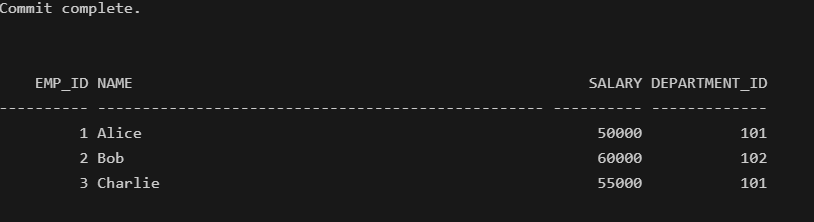 Commit complete.
EMP_ID NAME SALARY DEPARTMENT_ID
---------- -------------------------------------------------- ---------- -------------
1 Alice 50000 101
2 Bob 60000 102
3 Charlie 55000 101